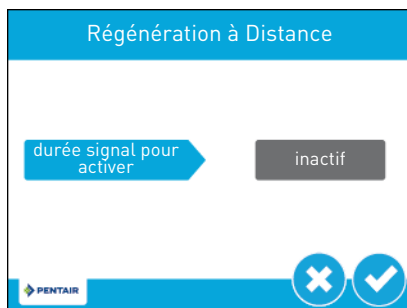 Régénération à Distance
durée signal pour
activer
inactif
PENTAIR